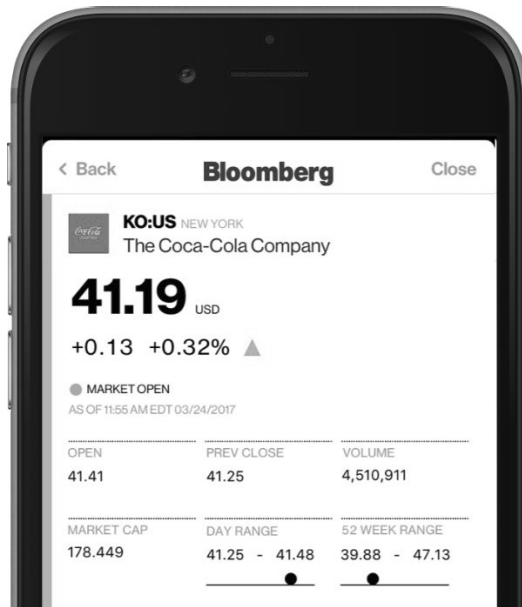 < Back Bloomberg Close
Coca-Cola
KO:US NEW YORK
The Coca-Cola Company
41.19 USD
+0.13 +0.32% ▲
MARKET OPEN
AS OF 11:55 AM EDT 03/24/2017
OPEN PREV CLOSE VOLUME
41.41 41.25 4,510,911
MARKET CAP DAY RANGE 52 WEEK RANGE
178.449 41.25 - 41.48 39.88 - 47.13